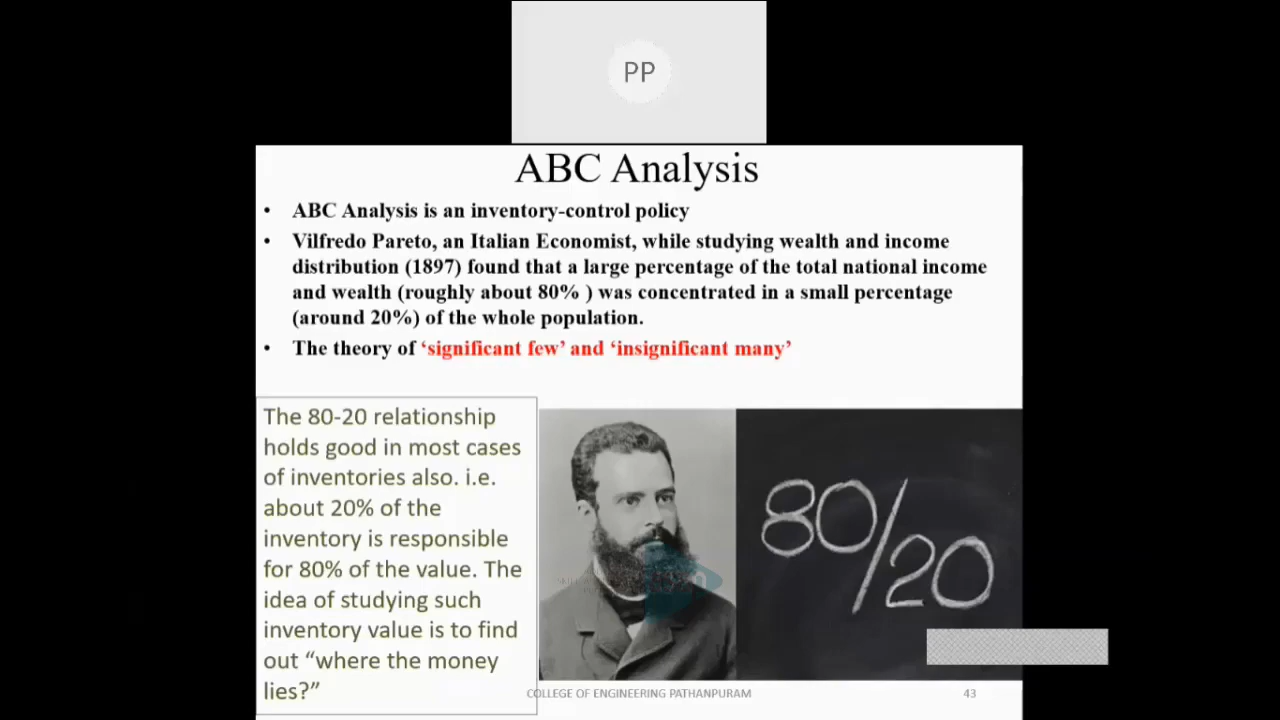 PP
ABC Analysis
• ABC Analysis is an inventory-control policy
• Vilfredo Pareto, an Italian Economist, while studying wealth and income
distribution (1897) found that a large percentage of the total national income
and wealth (roughly about 80% ) was concentrated in a small percentage
(around 20%) of the whole population.
• The theory of ‘significant few’ and ‘insignificant many’
The 80-20 relationship
holds good in most cases
of inventories also. i.e.
about 20% of the
inventory is responsible
for 80% of the value. The
idea of studying such
inventory value is to find
out “where the money
lies?”
80/20
COLLEGE OF ENGINEERING PATHANPURAM
43